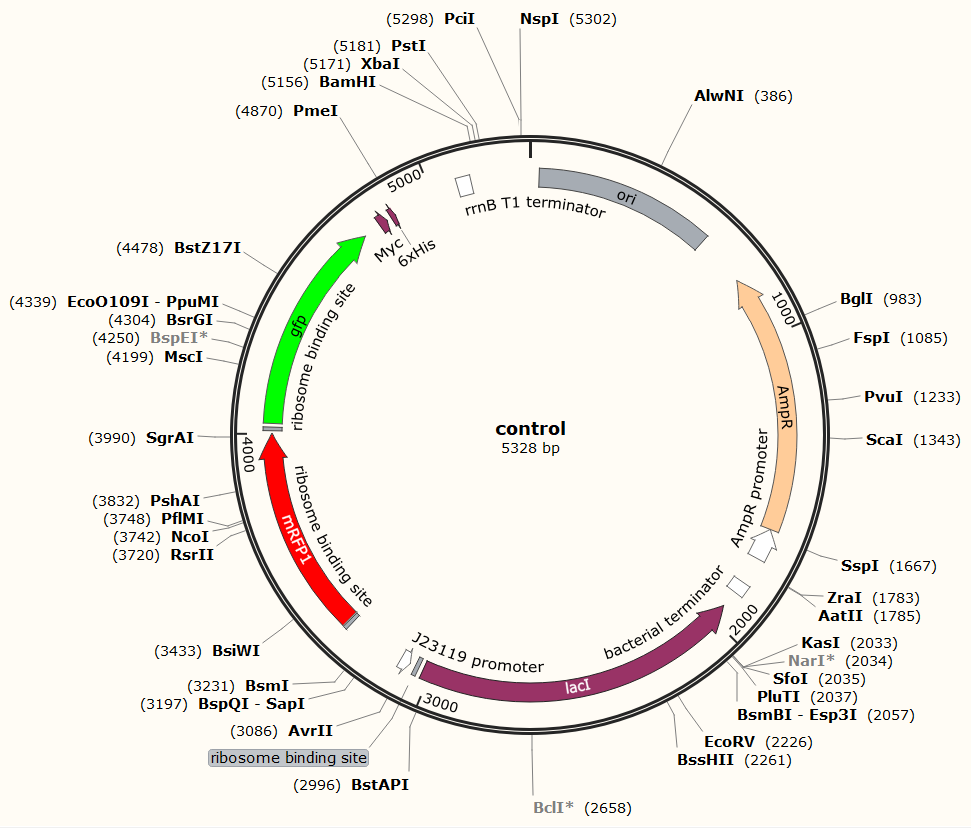 (5298) PciI
NspI (5302)
(5181) PstI
(5171) XbaI
(5156) BamHI
(4870) PmeI
AlwNI (386)
5000
rrnB T1 terminator
ori
Myc
6xHis
(4478) BstZ17I
(4339) EcoO109I - PpuMI
(4304) BsrGI
(4250) BspEI*
(4199) MscI
gfp
ribosome binding site
1000
BglI (983)
FspI (1085)
PvuI (1233)
ScaI (1343)
AmpR
AmpR promoter
control
5328 bp
(3990) SgrAI
4000
(3832) PshAI
(3748) PflMI
(3742) NcoI
(3720) RsrII
mRFP1
ribosome binding site
SspI (1667)
ZraI (1783)
AatII (1785)
bacterial terminator
2000
KasI (2033)
NarI* (2034)
SfoI (2035)
PluTI (2037)
BsmBI - Esp3I (2057)
(3433) BsiWI
(3231) BsmI
(3197) BspQI - SapI
(3086) AvrII
ribosome binding site
(2996) BstAPI
J23119 promoter
lacI
3000
EcoRV (2226)
BssHII (2261)
BclI* (2658)